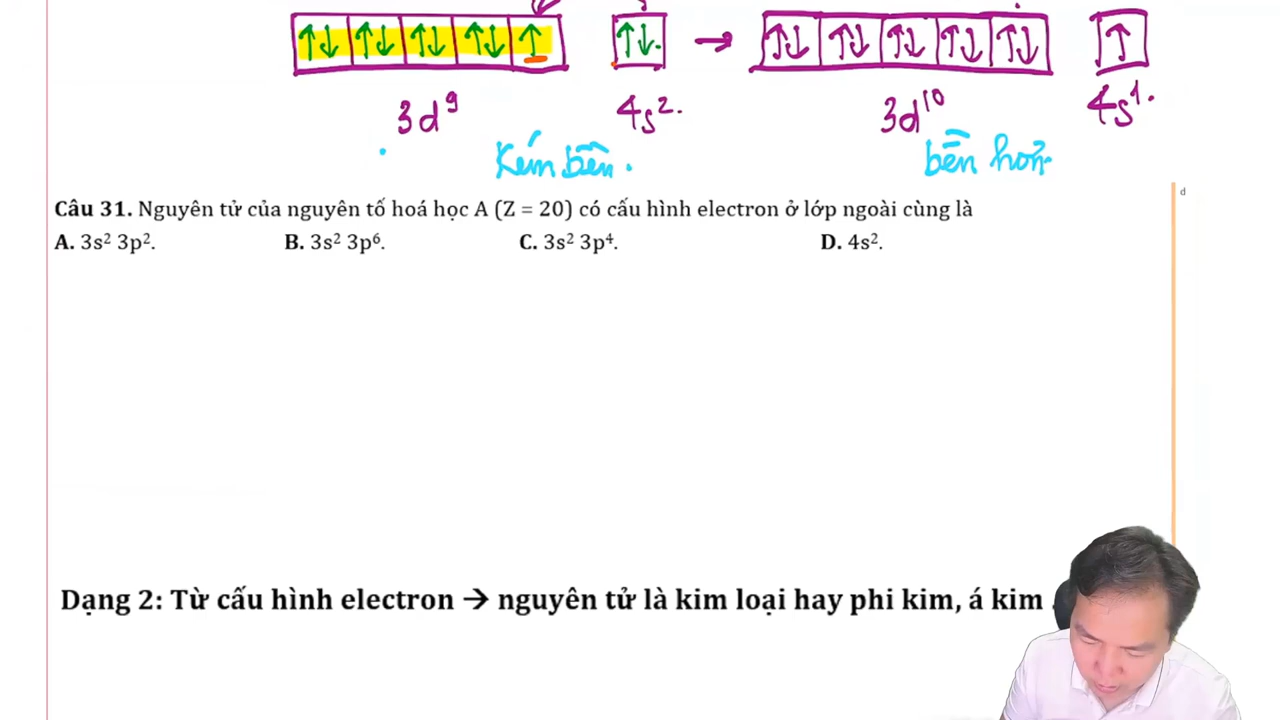 ↑↓ ↑↓ ↑↓ ↑↓ ↑ ↑↓ → ↑↓ ↑↓ ↑↓ ↑↓ ↑↓ ↑
3d⁹ 4s². 3d¹⁰ 4s¹.
Kém bền. bền hơn
Câu 31. Nguyên tử của nguyên tố hoá học A (Z = 20) có cấu hình electron ở lớp ngoài cùng là
A. 3s² 3p². B. 3s² 3p⁶. C. 3s² 3p⁴. D. 4s².
d
Dạng 2: Từ cấu hình electron → nguyên tử là kim loại hay phi kim, á kim